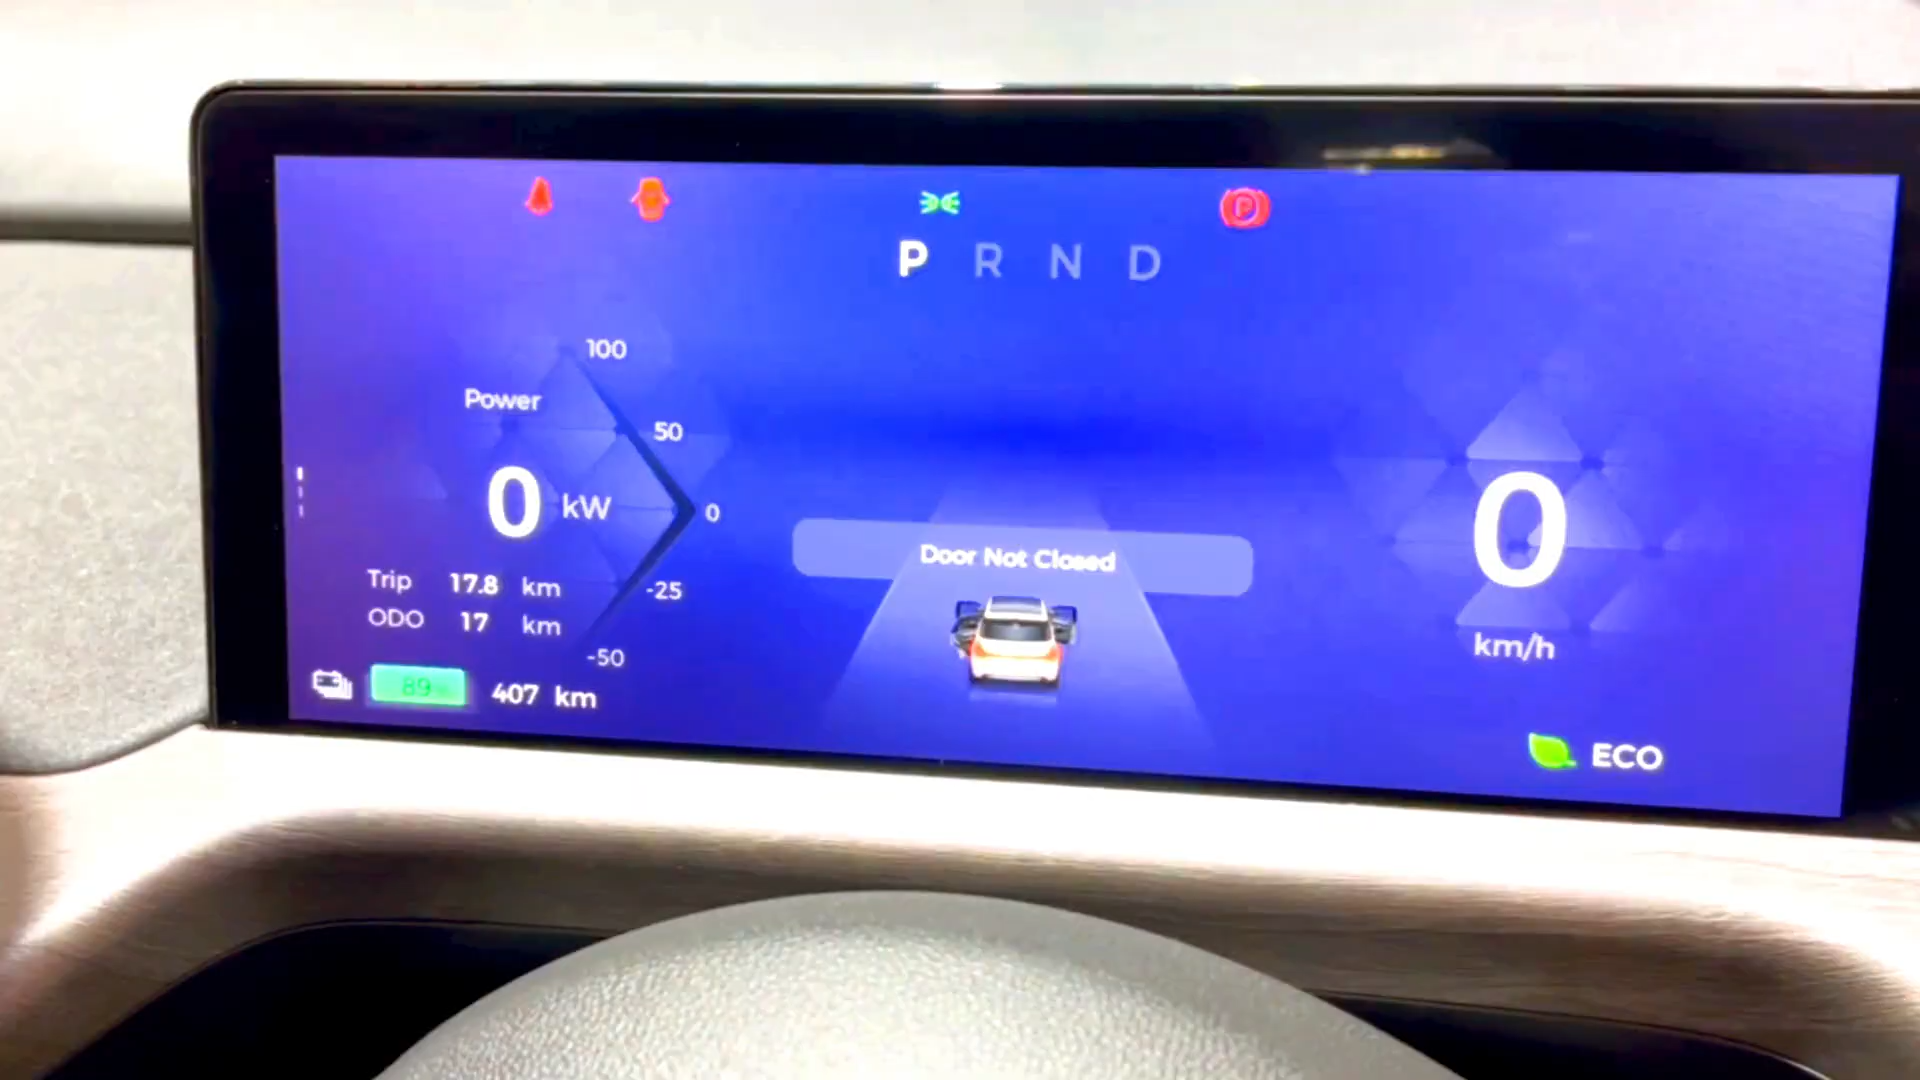 P R N D
100
Power
50
0 kW
0
Trip 17.8 km
-25
ODO 17 km
-50
89
407 km
Door Not Closed
0
km/h
ECO